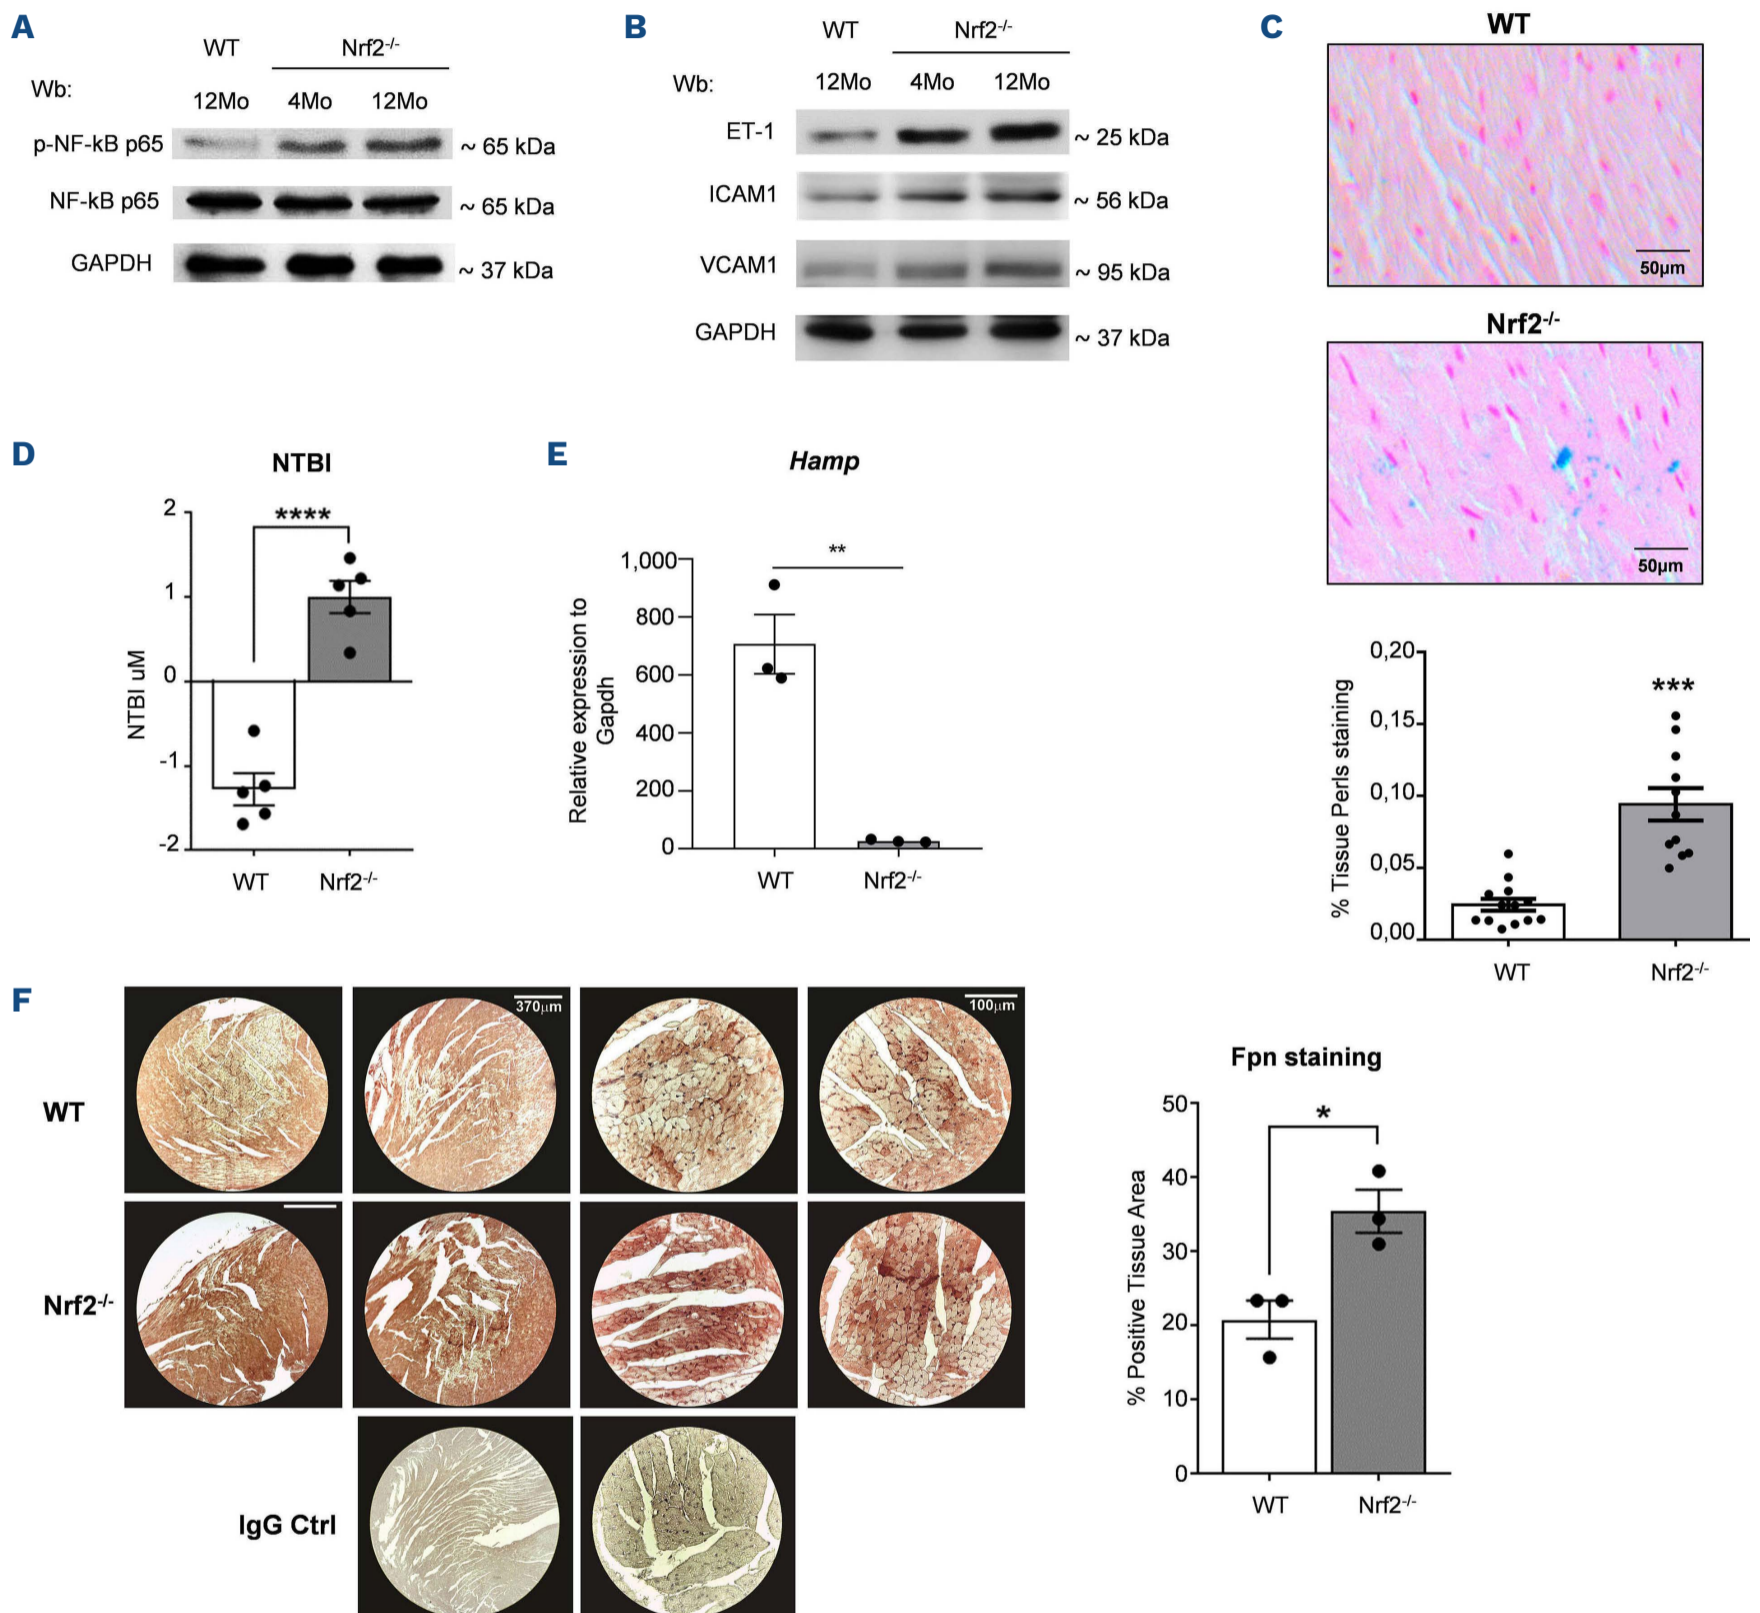 A
WT Nrf2-/-
Wb:
12Mo 4Mo 12Mo
p-NF-kB p65 ~ 65 kDa
NF-kB p65 ~ 65 kDa
GAPDH ~ 37 kDa
B
WT Nrf2-/-
Wb:
12Mo 4Mo 12Mo
ET-1 ~ 25 kDa
ICAM1 ~ 56 kDa
VCAM1 ~ 95 kDa
GAPDH ~ 37 kDa
C
WT
50μm
Nrf2-/-
50μm
% Tissue Perls staining
0,20
0,15
0,10
0,05
0,00
***
WT Nrf2-/-
D
NTBI
NTBI uM
2
1
0
-1
-2
****
WT Nrf2-/-
E
Hamp
Relative expression to
Gapdh
1,000
800
600
400
200
0
**
WT Nrf2-/-
F
WT
370μm
100μm
Nrf2-/-
IgG Ctrl
Fpn staining
% Positive Tissue Area
50
40
30
20
10
0
*
WT Nrf2-/-